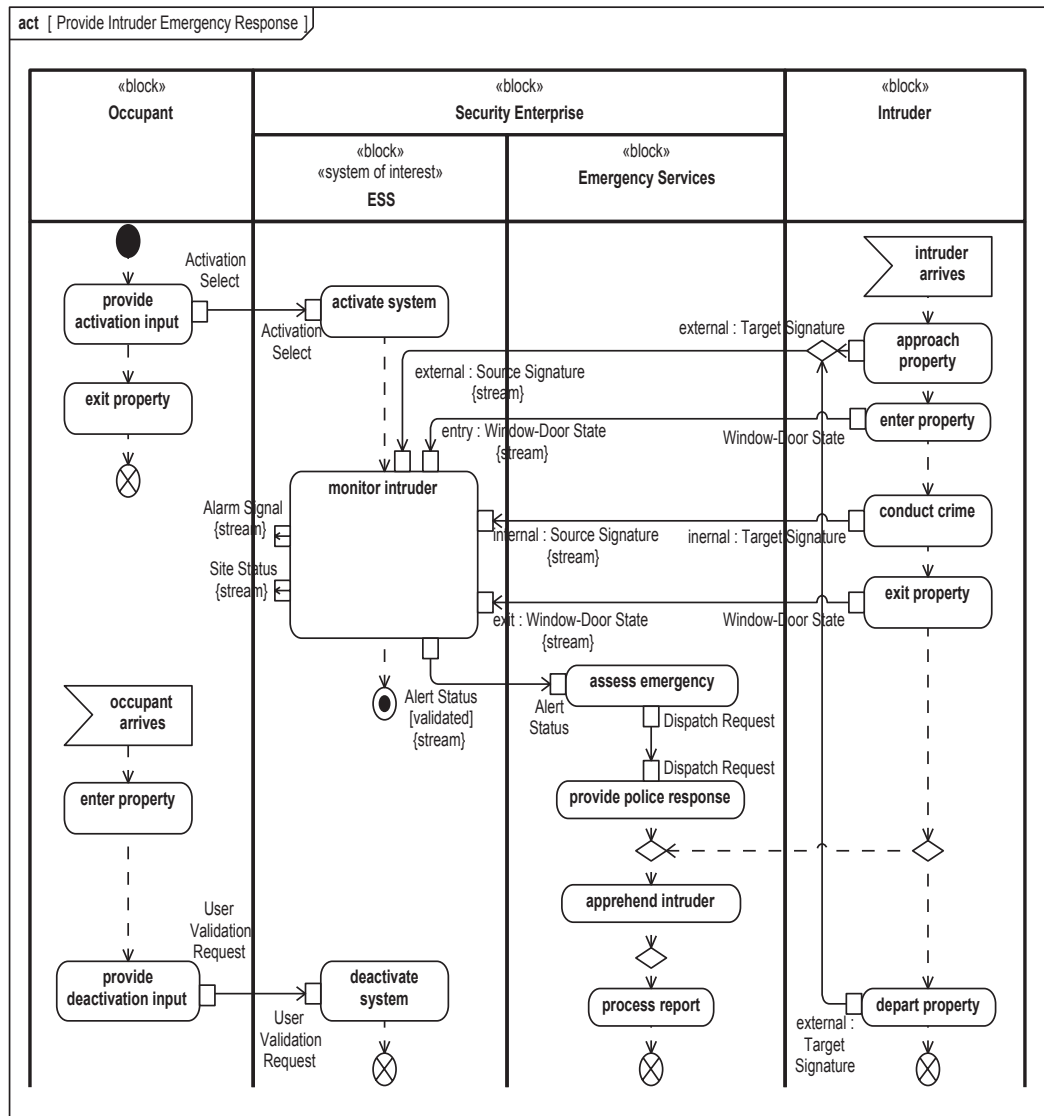 act [ Provide Intruder Emergency Response ]
«block»
Occupant
«block»
Security Enterprise
«block»
Intruder
«block»
«system of interest»
ESS
«block»
Emergency Services
Activation
Select
provide
activation input
activate system
Activation
Select
intruder
arrives
external : Target Signature
approach
property
exit property
external : Source Signature
{stream}
enter property
entry : Window-Door State
{stream}
Window-Door State
monitor intruder
Alarm Signal
{stream}
conduct crime
internal : Source Signature
{stream}
inernal : Target Signature
Site Status
{stream}
exit property
exit : Window-Door State
{stream}
Window-Door State
occupant
arrives
Alert Status
[validated]
{stream}
assess emergency
Alert
Status
Dispatch Request
Dispatch Request
enter property
provide police response
apprehend intruder
User
Validation
Request
provide
deactivation input
deactivate
system
User
Validation
Request
process report
depart property
external :
Target
Signature